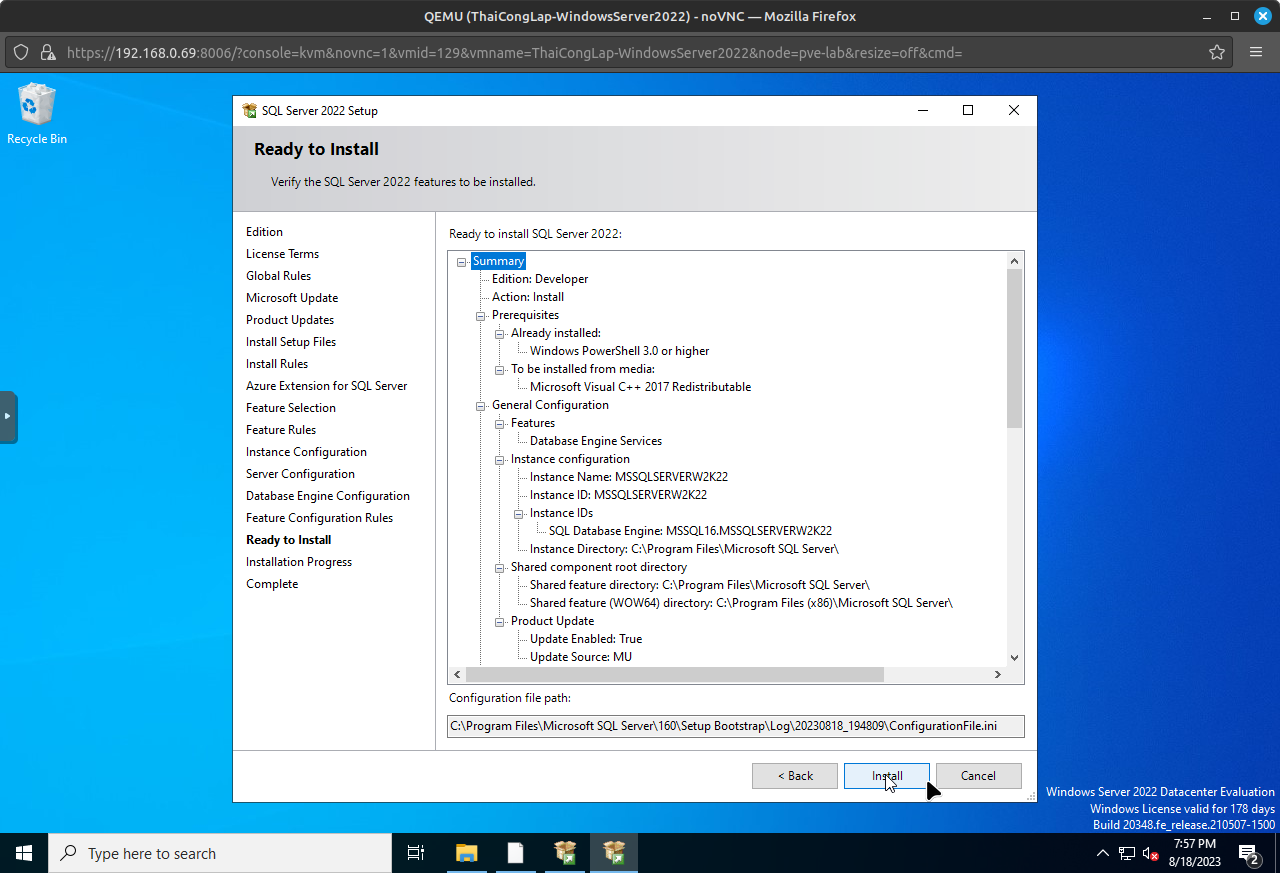 QEMU (ThaiCongLap-WindowsServer2022) - noVNC — Mozilla Firefox
https://192.168.0.69:8006/?console=kvm&novnc=1&vmid=129&vmname=ThaiCongLap-WindowsServer2022&node=pve-lab&resize=off&cmd=
Recycle Bin
SQL Server 2022 Setup
Ready to Install
Verify the SQL Server 2022 features to be installed.
Edition
License Terms
Global Rules
Microsoft Update
Product Updates
Install Setup Files
Install Rules
Azure Extension for SQL Server
Feature Selection
Feature Rules
Instance Configuration
Server Configuration
Database Engine Configuration
Feature Configuration Rules
Ready to Install
Installation Progress
Complete
Ready to install SQL Server 2022:
Summary
Edition: Developer
Action: Install
Prerequisites
Already installed:
Windows PowerShell 3.0 or higher
To be installed from media:
Microsoft Visual C++ 2017 Redistributable
General Configuration
Features
Database Engine Services
Instance configuration
Instance Name: MSSQLSERVERW2K22
Instance ID: MSSQLSERVERW2K22
Instance IDs
SQL Database Engine: MSSQL16.MSSQLSERVERW2K22
Instance Directory: C:\Program Files\Microsoft SQL Server\
Shared component root directory
Shared feature directory: C:\Program Files\Microsoft SQL Server\
Shared feature (WOW64) directory: C:\Program Files (x86)\Microsoft SQL Server\
Product Update
Update Enabled: True
Update Source: MU
Configuration file path:
C:\Program Files\Microsoft SQL Server\160\Setup Bootstrap\Log\20230818_194809\ConfigurationFile.ini
< Back
Install
Cancel
Windows Server 2022 Datacenter Evaluation
Windows License valid for 178 days
Build 20348.fe_release.210507-1500
Type here to search
7:57 PM
8/18/2023
2